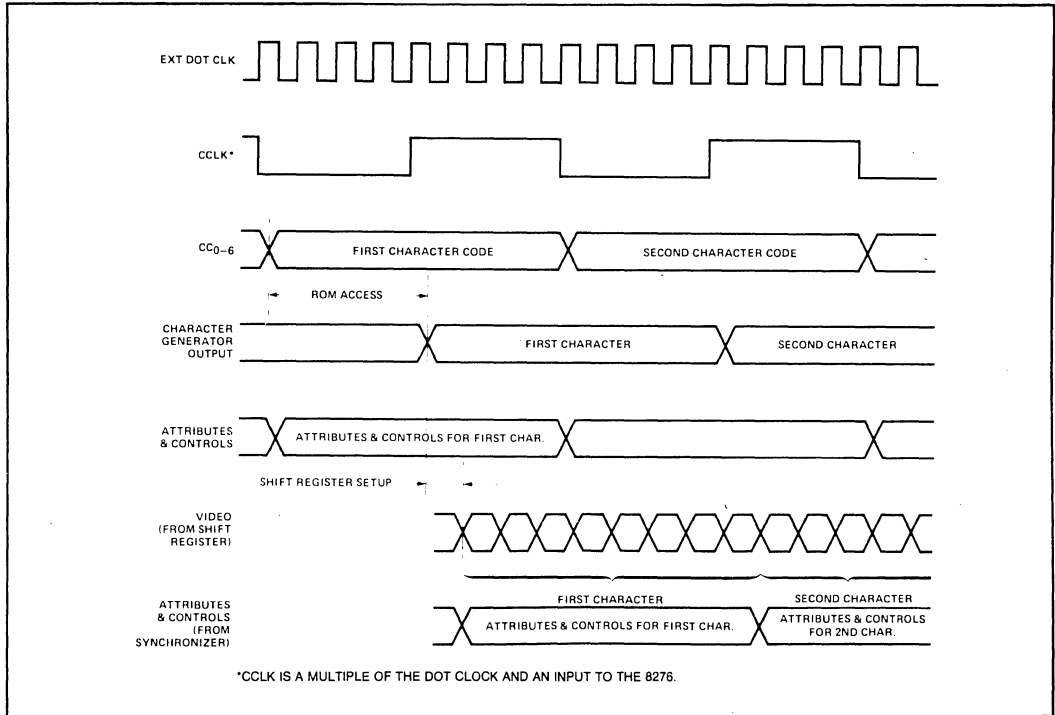 EXT DOT CLK
CCLK*
CC0–6
FIRST CHARACTER CODE
SECOND CHARACTER CODE
ROM ACCESS
CHARACTER
GENERATOR
OUTPUT
FIRST CHARACTER
SECOND CHARACTER
ATTRIBUTES
& CONTROLS
ATTRIBUTES & CONTROLS FOR FIRST CHAR.
SHIFT REGISTER SETUP
VIDEO
(FROM SHIFT
REGISTER)
FIRST CHARACTER
SECOND CHARACTER
ATTRIBUTES
& CONTROLS
(FROM
SYNCHRONIZER)
ATTRIBUTES & CONTROLS FOR FIRST CHAR.
ATTRIBUTES & CONTROLS
FOR 2ND CHAR.
*CCLK IS A MULTIPLE OF THE DOT CLOCK AND AN INPUT TO THE 8276.